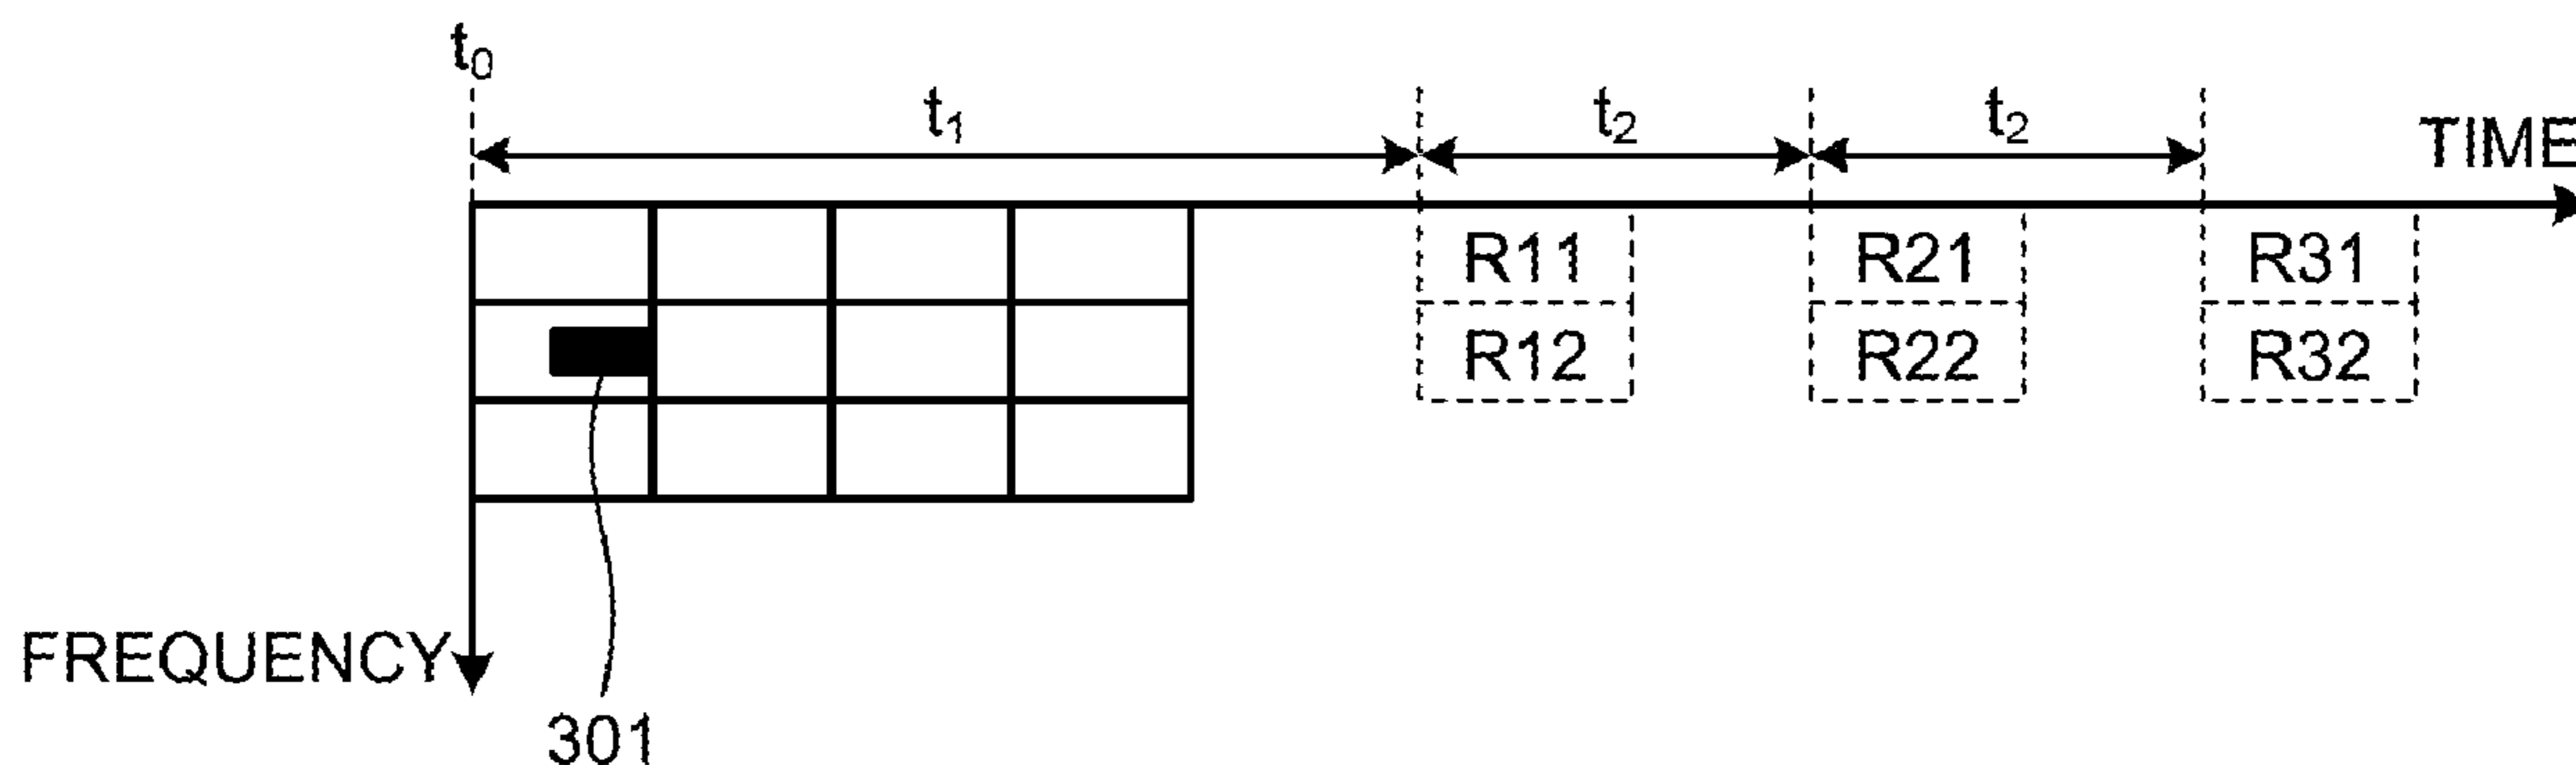 t₀
t₁ t₂ t₂ TIME
R11 R21 R31
R12 R22 R32
FREQUENCY
301